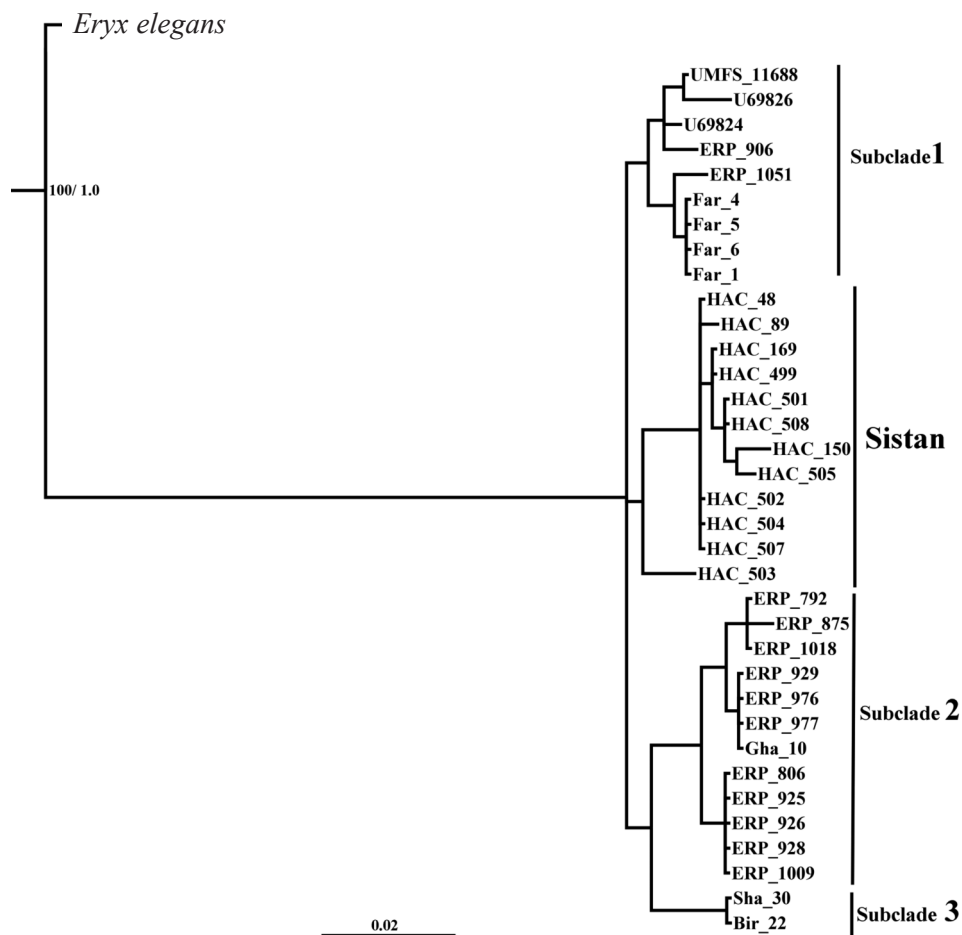 Eryx elegans
UMFS_11688
U69826
U69824
ERP_906
Subclade 1
ERP_1051
100/ 1.0
Far_4
Far_5
Far_6
Far_1
HAC_48
HAC_89
HAC_169
HAC_499
HAC_501
HAC_508
Sistan
HAC_150
HAC_505
HAC_502
HAC_504
HAC_507
HAC_503
ERP_792
ERP_875
ERP_1018
ERP_929
ERP_976
Subclade 2
ERP_977
Gha_10
ERP_806
ERP_925
ERP_926
ERP_928
ERP_1009
Sha_30
Subclade 3
Bir_22
0.02